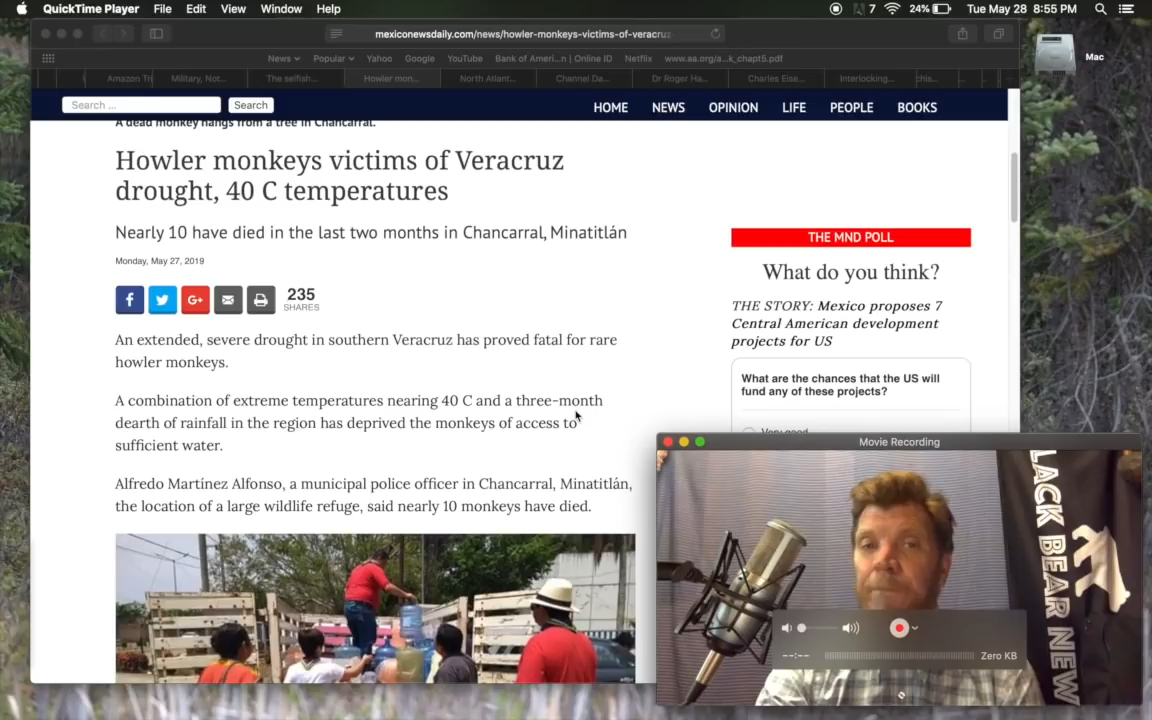 QuickTime Player File Edit View Window Help
7 24% Tue May 28 8:55 PM
mexiconewsdaily.com/news/howler-monkeys-victims-of-veracruz-
News Popular Yahoo Google YouTube Bank of Ameri...n | Online ID Netflix www.aa.org/a...k_chapt5.pdf
Amazon Tri Military, Not... The selfish... Howler mon... North Atlant... Channel Da... Dr Roger Ha... Charles Eise... Interlocking... chis...
Mac
Search ... Search HOME NEWS OPINION LIFE PEOPLE BOOKS
A dead monkey hangs from a tree in Chancarral.
Howler monkeys victims of Veracruz
drought, 40 C temperatures
Nearly 10 have died in the last two months in Chancarral, Minatitlán
Monday, May 27, 2019
235
SHARES
An extended, severe drought in southern Veracruz has proved fatal for rare
howler monkeys.
A combination of extreme temperatures nearing 40 C and a three-month
dearth of rainfall in the region has deprived the monkeys of access to
sufficient water.
Alfredo Martínez Alfonso, a municipal police officer in Chancarral, Minatitlán,
the location of a large wildlife refuge, said nearly 10 monkeys have died.
THE MND POLL
What do you think?
THE STORY: Mexico proposes 7
Central American development
projects for US
What are the chances that the US will
fund any of these projects?
Very good
Movie Recording
--:-- Zero KB
LACK BEAR NEW